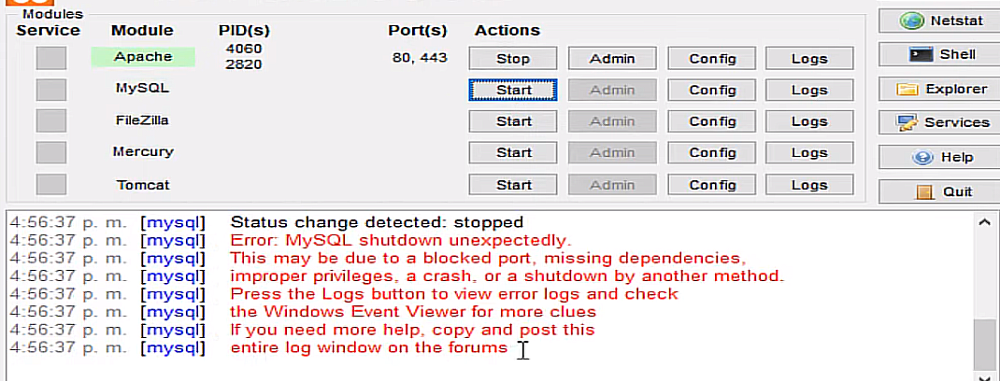 Modules
Service Module PID(s) Port(s) Actions
Apache 4060 2820 80, 443 Stop Admin Config Logs
MySQL Start Admin Config Logs
FileZilla Start Admin Config Logs
Mercury Start Admin Config Logs
Tomcat Start Admin Config Logs
Netstat
Shell
Explorer
Services
Help
Quit
4:56:37 p. m. [mysql] Status change detected: stopped
4:56:37 p. m. [mysql] Error: MySQL shutdown unexpectedly.
4:56:37 p. m. [mysql] This may be due to a blocked port, missing dependencies,
4:56:37 p. m. [mysql] improper privileges, a crash, or a shutdown by another method.
4:56:37 p. m. [mysql] Press the Logs button to view error logs and check
4:56:37 p. m. [mysql] the Windows Event Viewer for more clues
4:56:37 p. m. [mysql] If you need more help, copy and post this
4:56:37 p. m. [mysql] entire log window on the forums